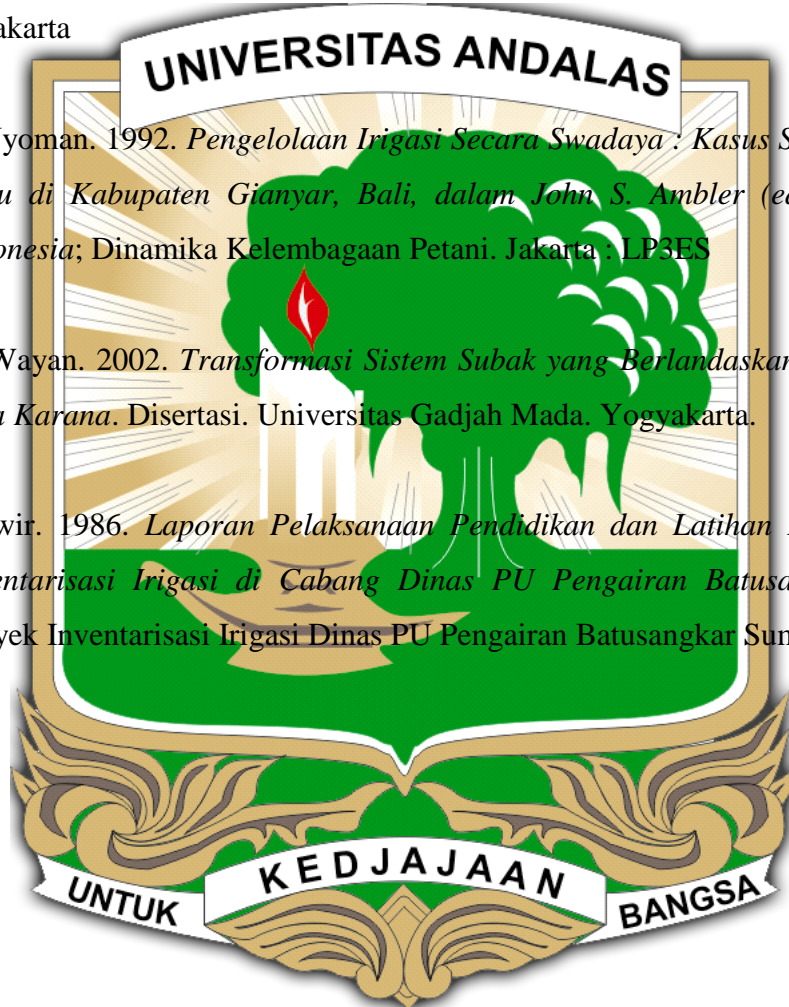 akarta
UNIVERSITAS ANDALAS
yoman. 1992. Pengelolaan Irigasi Secara Swadaya : Kasus S
u di Kabupaten Gianyar, Bali, dalam John S. Ambler (e
onesia; Dinamika Kelembagaan Petani. Jakarta : LP3ES
Wayan. 2002. Transformasi Sistem Subak yang Berlandaskan
a Karana. Disertasi. Universitas Gadjah Mada. Yogyakarta.
wir. 1986. Laporan Pelaksanaan Pendidikan dan Latihan
entarisasi Irigasi di Cabang Dinas PU Pengairan Batusa
yek Inventarisasi Irigasi Dinas PU Pengairan Batusangkar Sum
UNTUK KEDJAJAAN BANGSA